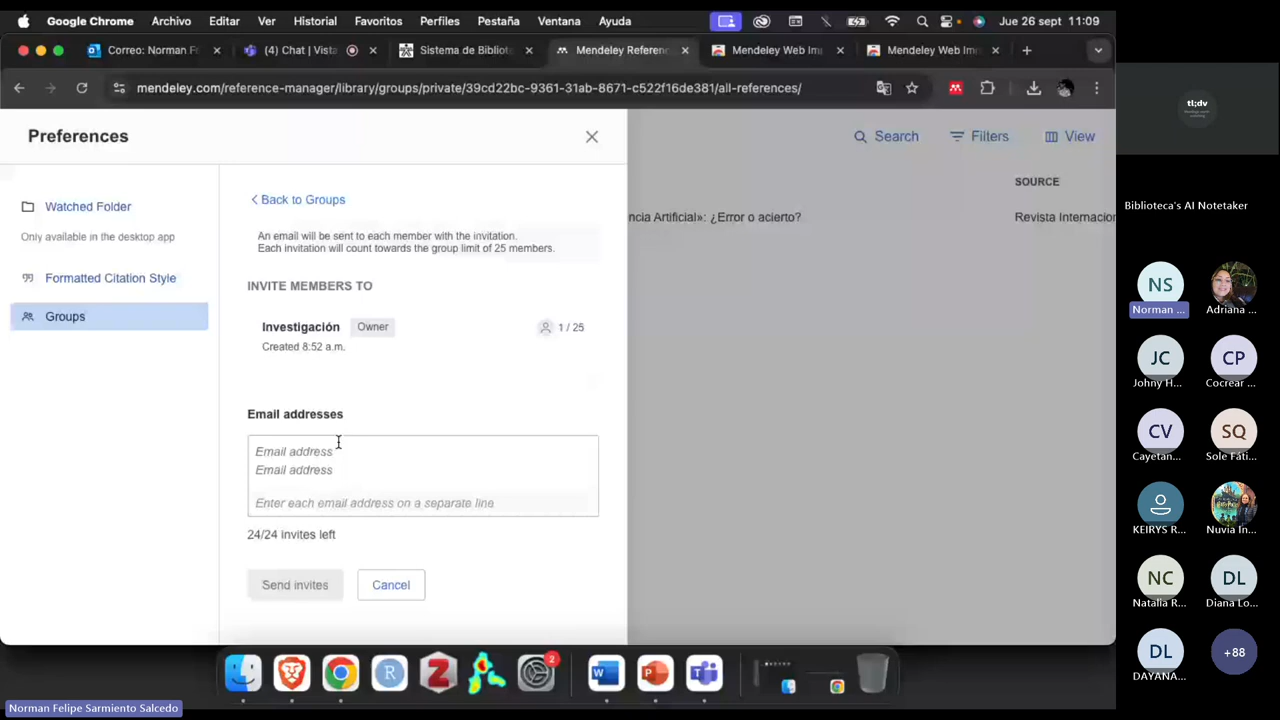 Google Chrome Archivo Editar Ver Historial Favoritos Perfiles Pestaña Ventana Ayuda Jue 26 sept 11:09
Correo: Norman F (4) Chat | Vista Sistema de Bibliot Mendeley Referenc Mendeley Web Im Mendeley Web Im
mendeley.com/reference-manager/library/groups/private/39cd22bc-9361-31ab-8671-c522f16de381/all-references/
Preferences
Search Filters View
Watched Folder
Only available in the desktop app
Formatted Citation Style
Groups
Back to Groups
An email will be sent to each member with the invitation.
Each invitation will count towards the group limit of 25 members.
INVITE MEMBERS TO
Investigación Owner 1 / 25
Created 8:52 a.m.
Email addresses
Email address
Email address
Enter each email address on a separate line
24/24 invites left
Send invites Cancel
SOURCE
ncia Artificial»: ¿Error o acierto? Revista Internacion
2
tl;dv
Biblioteca's AI Notetaker
NS
Norman ... Adriana ...
JC CP
Johny H... Cocrear ...
CV SQ
Cayetan... Sole Fáti...
KEIRYS R... Nuvia In...
NC DL
Natalia R... Diana Lo...
DL +88
DAYANA...
Norman Felipe Sarmiento Salcedo